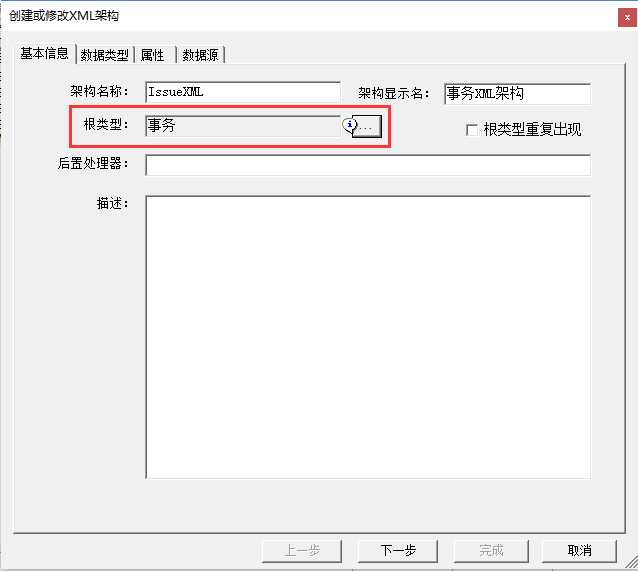 创建或修改XML架构
x
基本信息 数据类型 属性 数据源
架构名称： IssueXML 架构显示名： 事务XML架构
根类型： 事务 i ... 根类型重复出现
后置处理器：
描述：
上一步 下一步 完成 取消